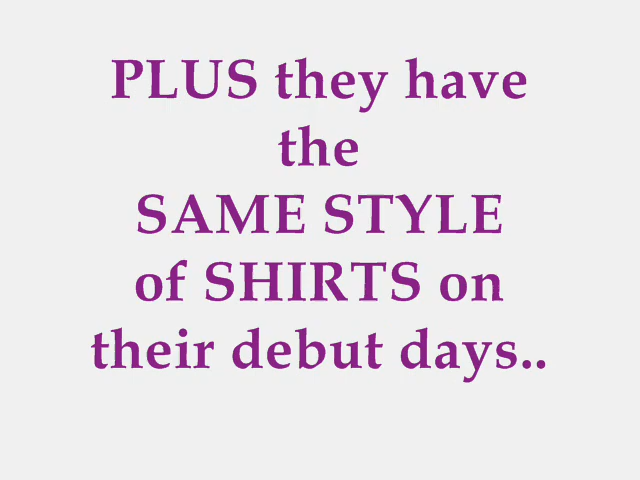 PLUS they have
the
SAME STYLE
of SHIRTS on
their debut days..